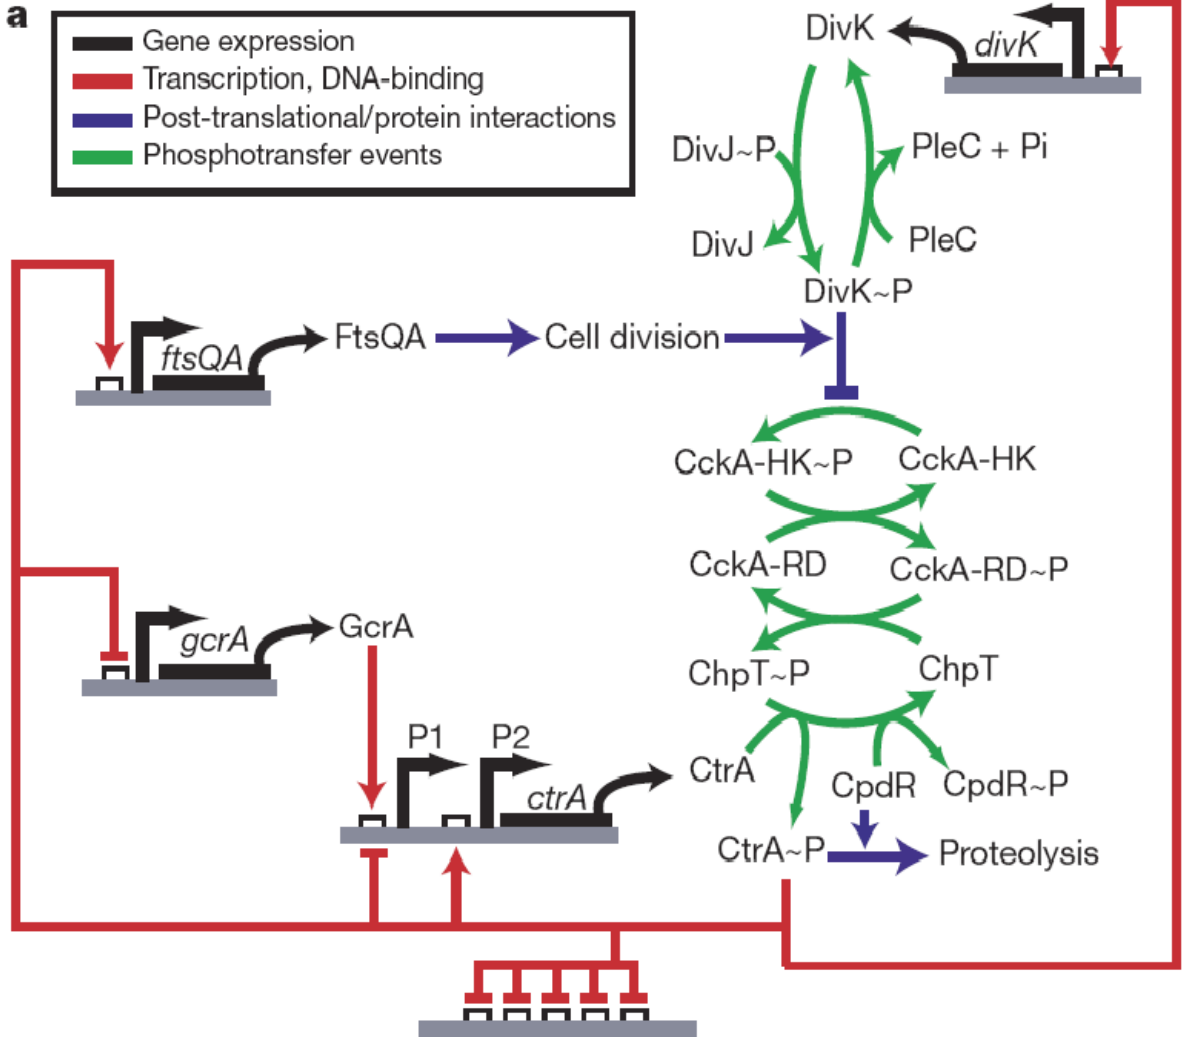 a
Gene expression
Transcription, DNA-binding
Post-translational/protein interactions
Phosphotransfer events
DivK
divK
DivJ~P
PleC + Pi
DivJ
PleC
DivK~P
ftsQA
FtsQA
Cell division
CckA-HK~P
CckA-HK
CckA-RD
CckA-RD~P
gcrA
GcrA
ChpT~P
ChpT
P1
P2
ctrA
CtrA
CpdR
CpdR~P
CtrA~P
Proteolysis